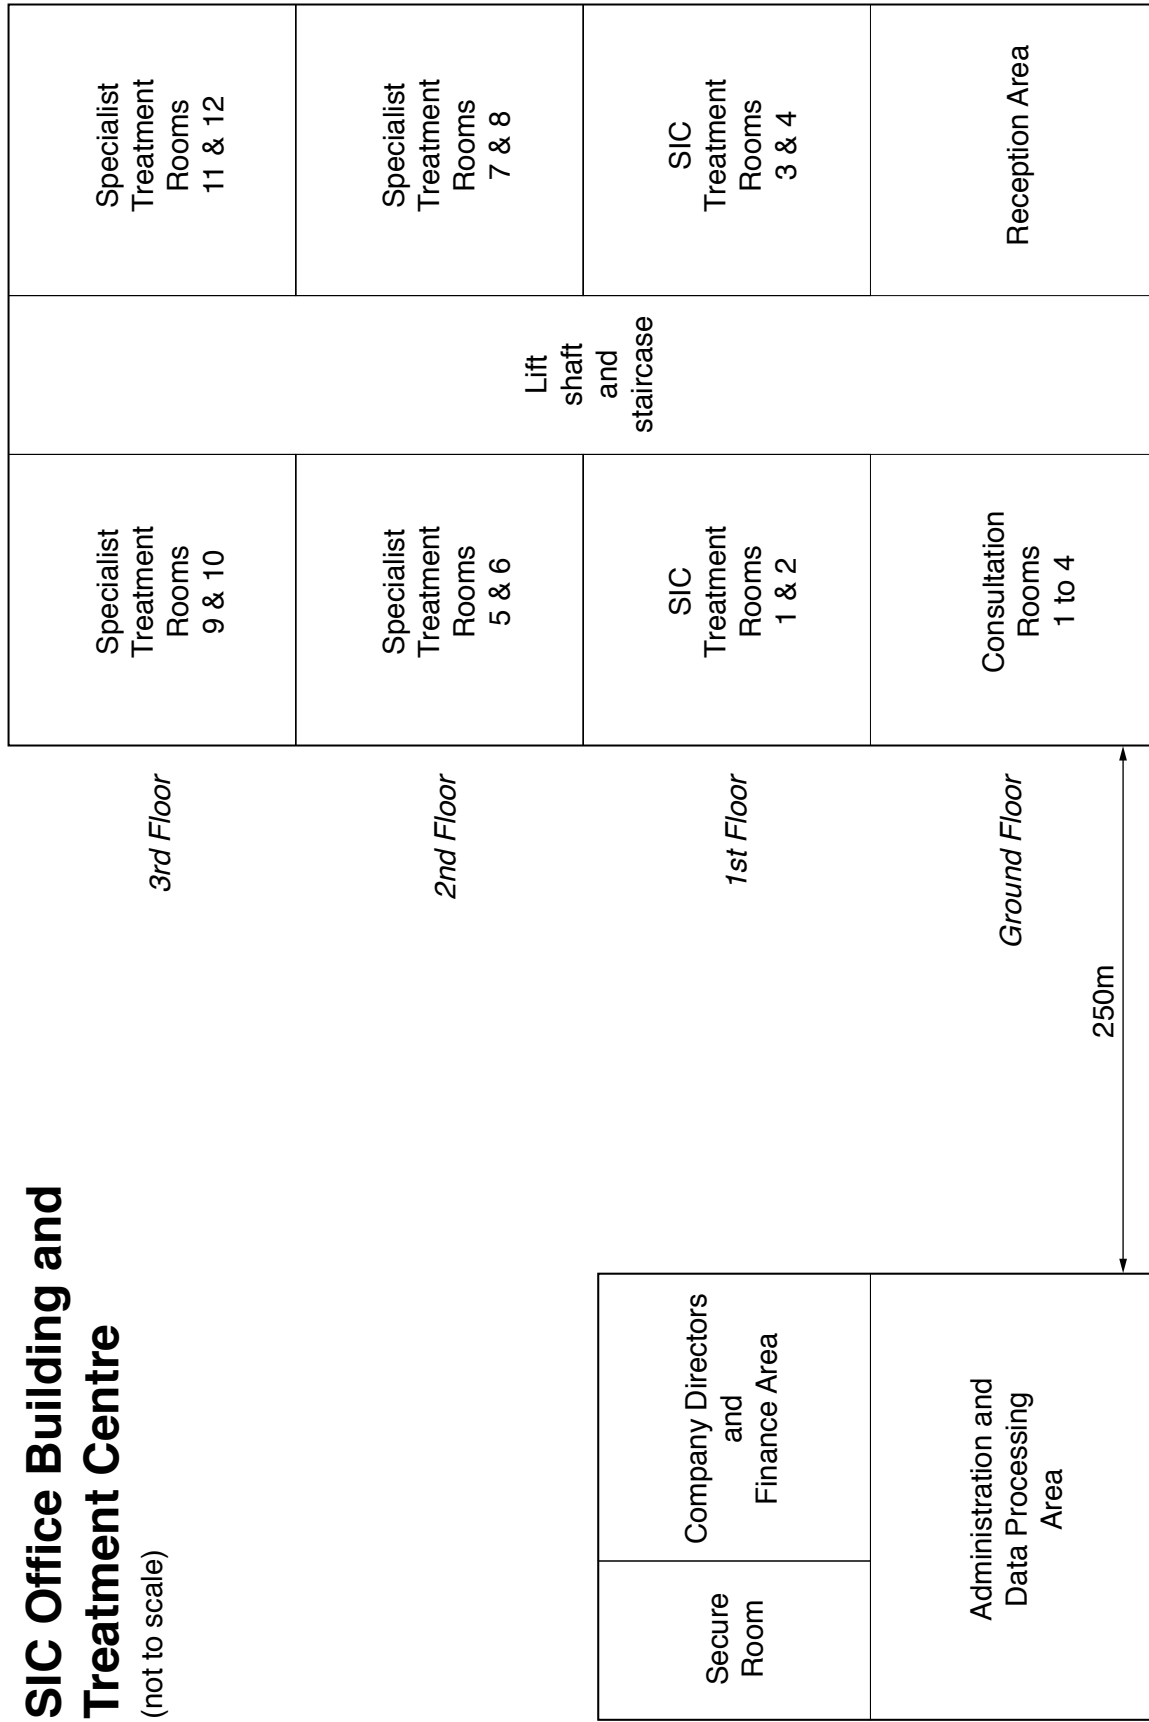 SIC Office Building and
Treatment Centre
(not to scale)
3rd Floor
Specialist
Treatment
Rooms
9 & 10
Specialist
Treatment
Rooms
11 & 12
2nd Floor
Specialist
Treatment
Rooms
5 & 6
Lift
shaft
and
staircase
Specialist
Treatment
Rooms
7 & 8
Secure
Room
Company Directors
and
Finance Area
1st Floor
SIC
Treatment
Rooms
1 & 2
SIC
Treatment
Rooms
3 & 4
Administration and
Data Processing
Area
Ground Floor
250m
Consultation
Rooms
1 to 4
Reception Area